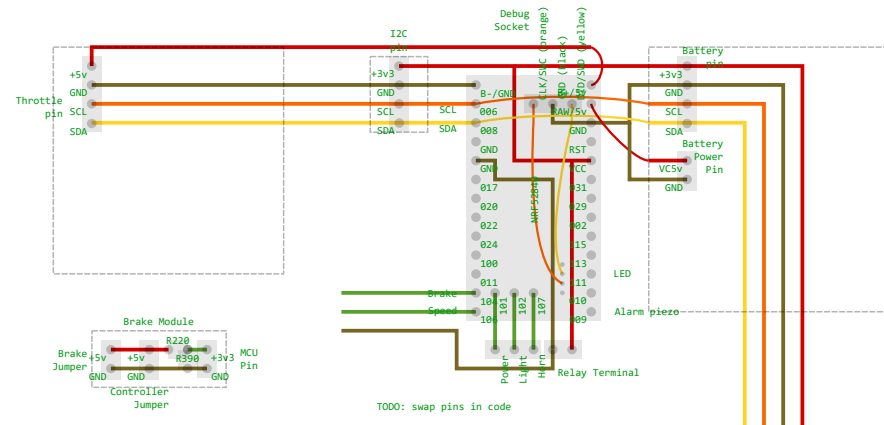 Debug
Socket
CLK/SWC (orange)
GND (black)
DIO/SWD (yellow)
I2C
pin
Battery
pin
+5v
GND
SCL
SDA
Throttle
pin
+3v3
GND
SCL
SDA
SCL
SDA
B-/GND
006
008
GND
GND
017
020
022
024
100
011
104
106
B+/5v
RAW/5v
GND
RST
VCC
031
029
002
115
113
111
010
009
NRF52840
101
102
107
+3v3
GND
SCL
SDA
Battery
Power
Pin
VC5v
GND
LED
Alarm piezo
Brake
Speed
Power
Light
Horn
Relay Terminal
Brake Module
R220
R390
Brake
Jumper
+5v
GND
+5v
GND
+3v3
GND
MCU
Pin
Controller
Jumper
TODO: swap pins in code